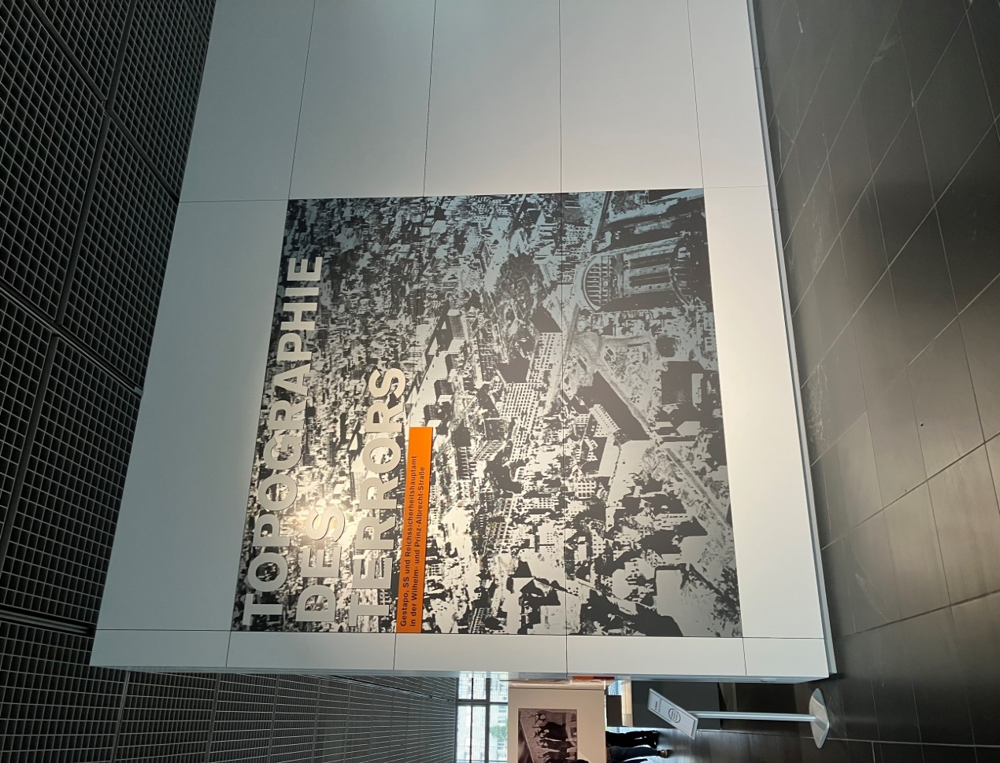 TOPOGRAPHIE
DES
TERRORS
Gestapo, SS und Reichssicherheitshauptamt
in der Wilhelm- und Prinz-Albrecht-Straße